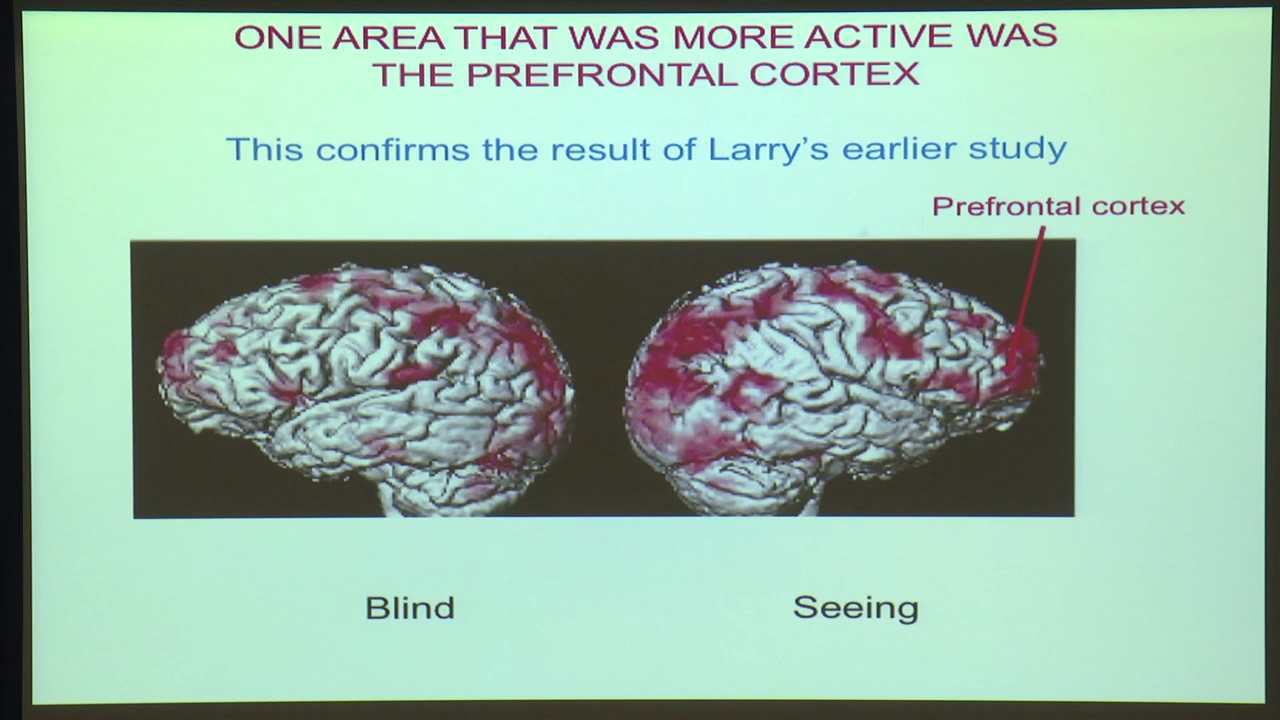 ONE AREA THAT WAS MORE ACTIVE WAS
THE PREFRONTAL CORTEX
This confirms the result of Larry's earlier study
Prefrontal cortex
Blind
Seeing